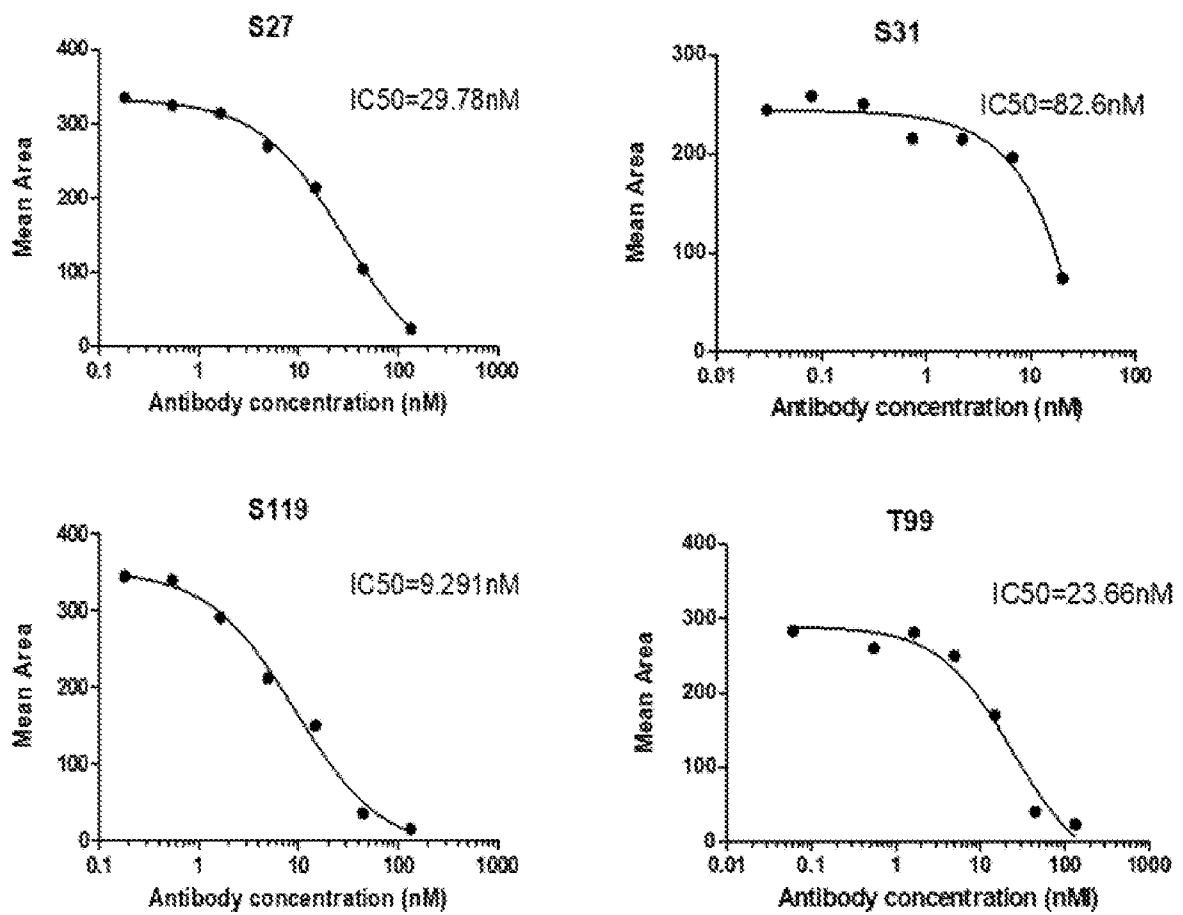 S27
400
300
200
100
0
Mean Area
IC50=29.78nM
0.1 1 10 100 1000
Antibody concentration (nM)
S31
300
200
100
0
Mean Area
IC50=82.6nM
0.01 0.1 1 10 100
Antibody concentration (nM)
S119
400
300
200
100
0
Mean Area
IC50=9.291nM
0.1 1 10 100 1000
Antibody concentration (nM)
T99
400
300
200
100
0
Mean Area
IC50=23.66nM
0.01 0.1 1 10 100 1000
Antibody concentration (nM)